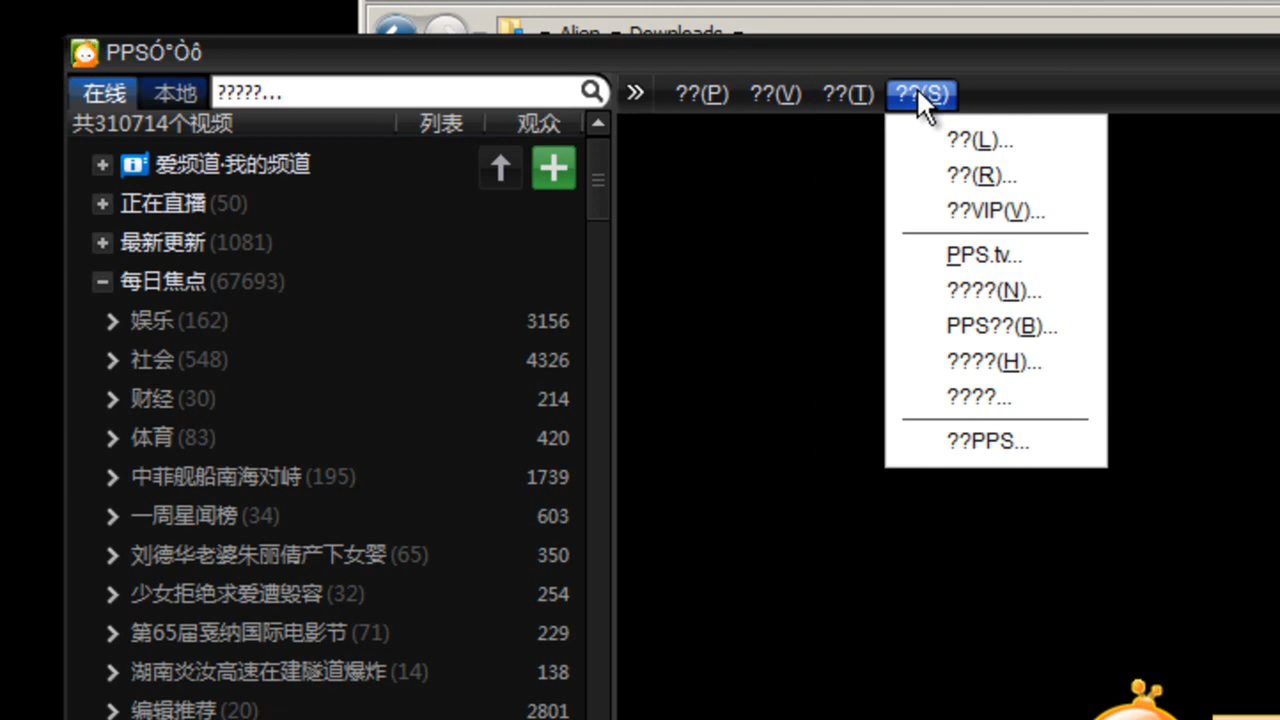 - Alien - Downloads -
PPSÓ°Òô
在线 本地 ?????... » ??(P) ??(V) ??(T) ??(S)
共310714个视频 列表 观众
爱频道·我的频道
正在直播 (50)
最新更新 (1081)
每日焦点 (67693)
娱乐 (162) 3156
社会 (548) 4326
财经 (30) 214
体育 (83) 420
中菲舰船南海对峙 (195) 1739
一周星闻榜 (34) 603
刘德华老婆朱丽倩产下女婴 (65) 350
少女拒绝求爱遭毁容 (32) 254
第65届戛纳国际电影节 (71) 229
湖南炎汝高速在建隧道爆炸 (14) 138
编辑推荐 (20) 2801
??(L)...
??(R)...
??VIP(V)...
PPS.tv...
????(N)...
PPS??(B)...
????(H)...
????...
??PPS...